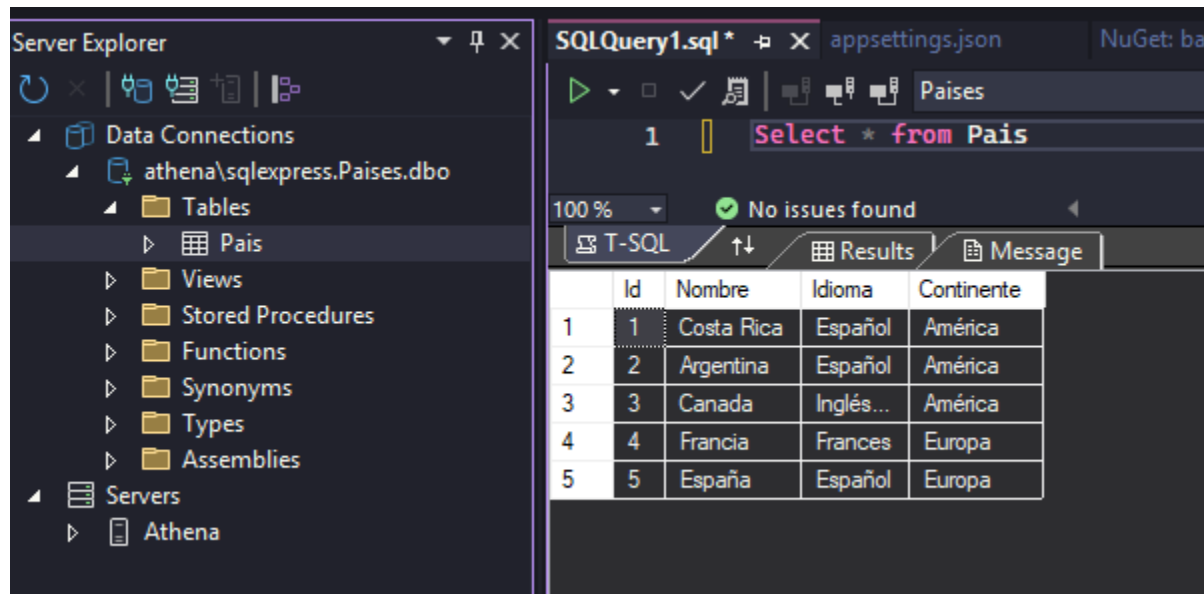 Server Explorer
Data Connections
athena\sqlexpress.Paises.dbo
Tables
Pais
Views
Stored Procedures
Functions
Synonyms
Types
Assemblies
Servers
Athena
SQLQuery1.sql* appsettings.json NuGet: ba
Paises
1 Select * from Pais
100 % No issues found
T-SQL Results Message
Id Nombre Idioma Continente
1 1 Costa Rica Español América
2 2 Argentina Español América
3 3 Canada Inglés... América
4 4 Francia Frances Europa
5 5 España Español Europa